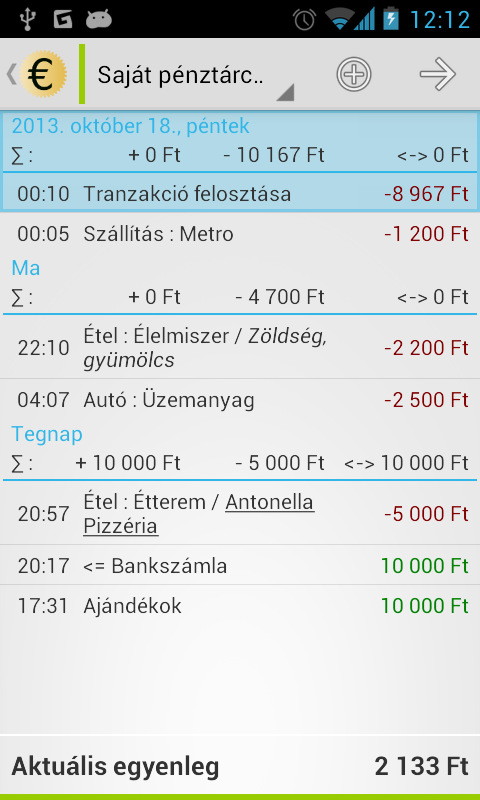 12:12
€ Saját pénztárc..
2013. október 18., péntek
Σ : + 0 Ft - 10 167 Ft <-> 0 Ft
00:10 Tranzakció felosztása -8 967 Ft
00:05 Szállítás : Metro -1 200 Ft
Ma
Σ : + 0 Ft - 4 700 Ft <-> 0 Ft
22:10 Étel : Élelmiszer / Zöldség, -2 200 Ft
gyümölcs
04:07 Autó : Üzemanyag -2 500 Ft
Tegnap
Σ : + 10 000 Ft - 5 000 Ft <-> 10 000 Ft
20:57 Étel : Étterem / Antonella -5 000 Ft
Pizzéria
20:17 <= Bankszámla 10 000 Ft
17:31 Ajándékok 10 000 Ft
Aktuális egyenleg 2 133 Ft